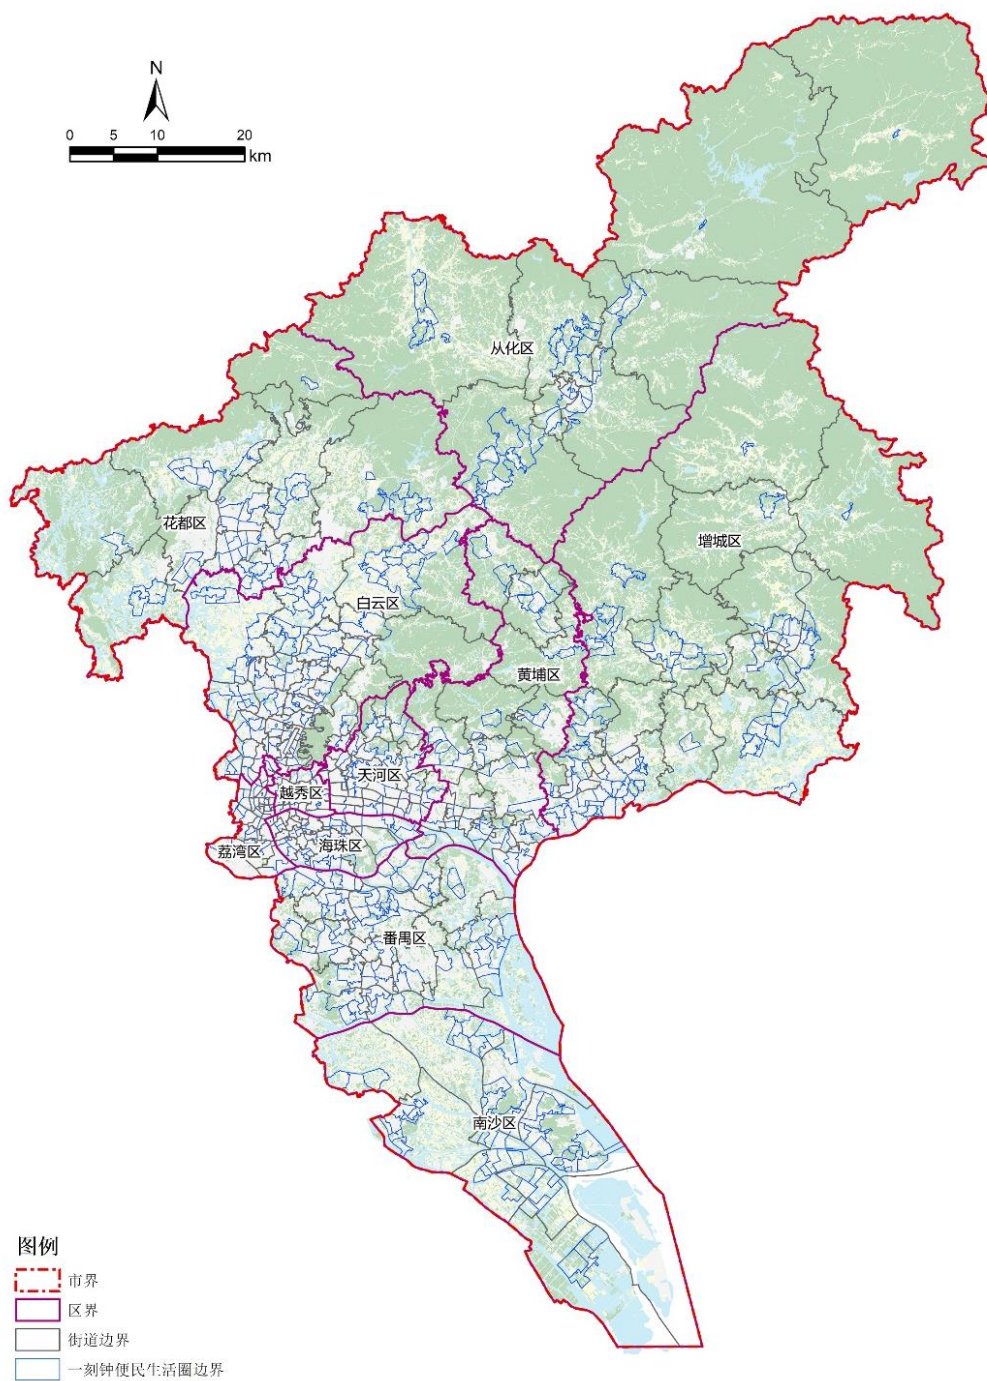 N
0 5 10 20
km
从化区
花都区
增城区
白云区
黄埔区
天河区
越秀区
海珠区
荔湾区
番禺区
南沙区
图例
市界
区界
街道边界
一刻钟便民生活圈边界